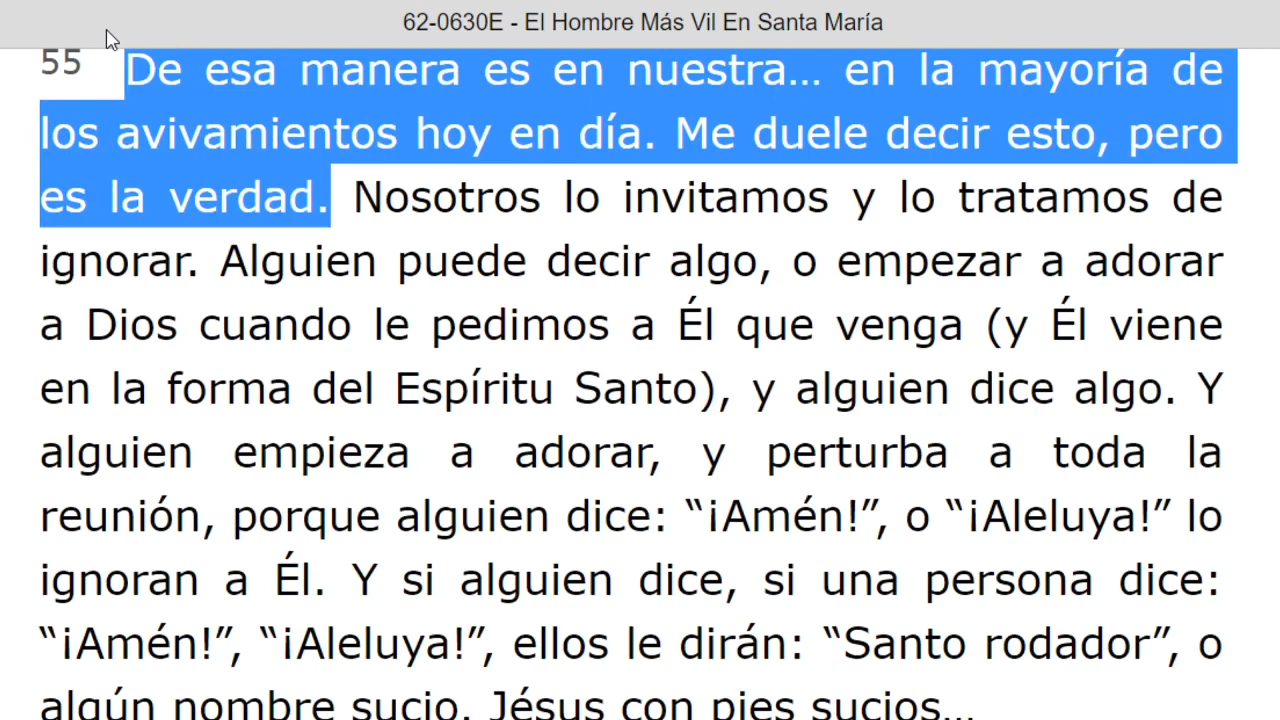 62-0630E - El Hombre Más Vil En Santa María
55 De esa manera es en nuestra… en la mayoría de
los avivamientos hoy en día. Me duele decir esto, pero
es la verdad. Nosotros lo invitamos y lo tratamos de
ignorar. Alguien puede decir algo, o empezar a adorar
a Dios cuando le pedimos a Él que venga (y Él viene
en la forma del Espíritu Santo), y alguien dice algo. Y
alguien empieza a adorar, y perturba a toda la
reunión, porque alguien dice: “¡Amén!”, o “¡Aleluya!” lo
ignoran a Él. Y si alguien dice, si una persona dice:
“¡Amén!”, “¡Aleluya!”, ellos le dirán: “Santo rodador”, o
algún nombre sucio. Jésus con pies sucios…